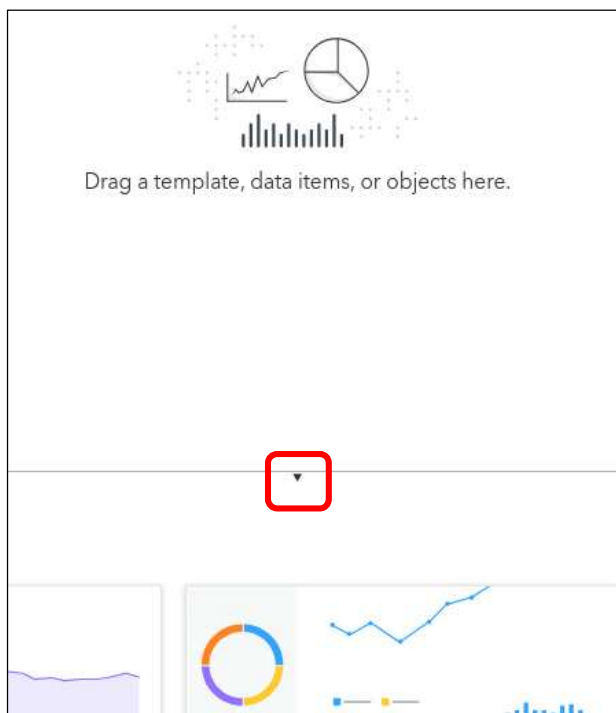 Drag a template, data items, or objects here.